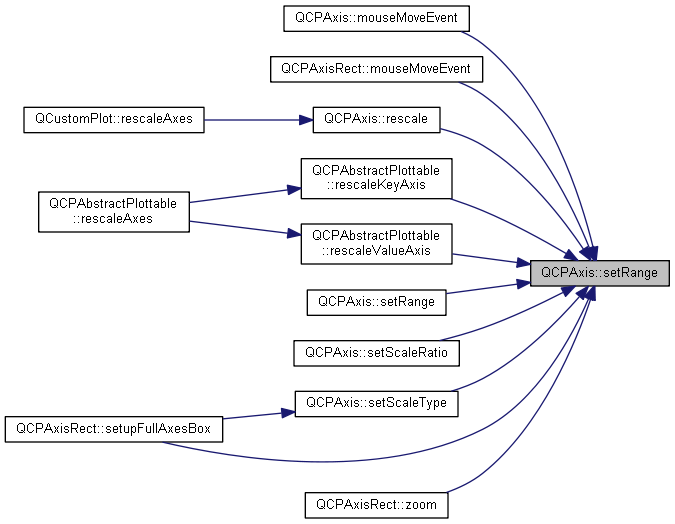 QCPAxis::mouseMoveEvent
QCPAxisRect::mouseMoveEvent
QCustomPlot::rescaleAxes
QCPAxis::rescale
QCPAbstractPlottable
::rescaleKeyAxis
QCPAbstractPlottable
::rescaleAxes
QCPAbstractPlottable
::rescaleValueAxis
QCPAxis::setRange
QCPAxis::setRange
QCPAxis::setScaleRatio
QCPAxis::setScaleType
QCPAxisRect::setupFullAxesBox
QCPAxisRect::zoom